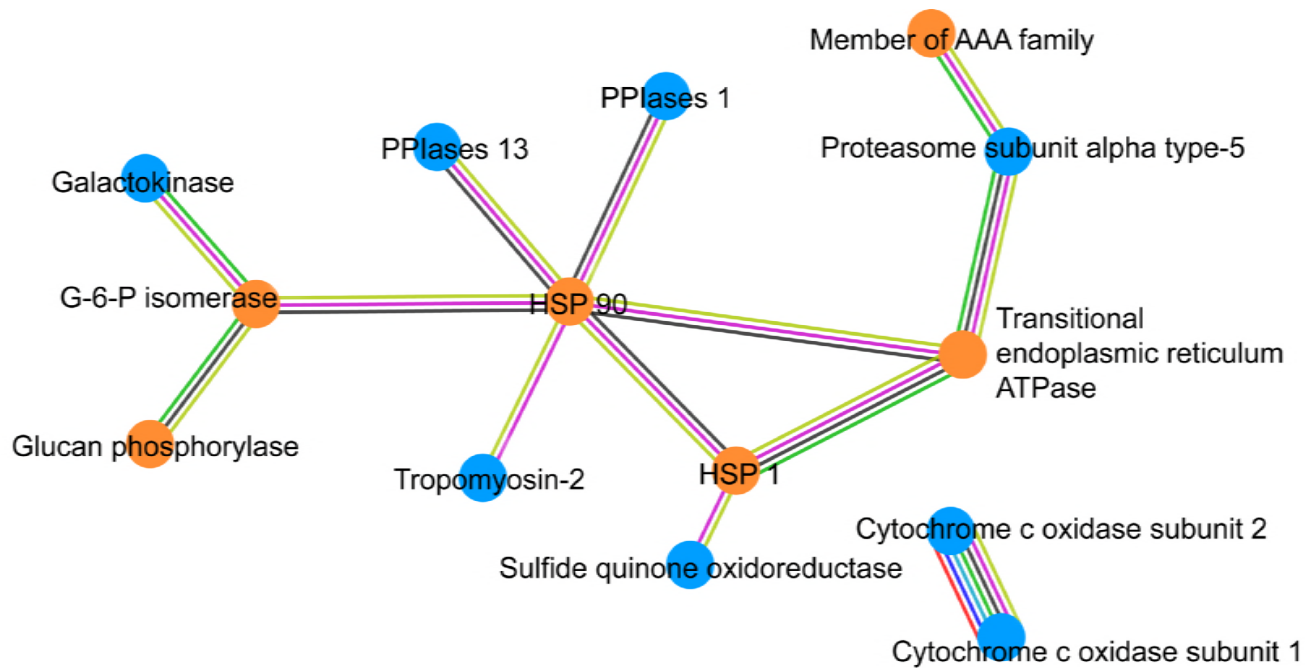 Member of AAA family
PPIases 1
PPIases 13
Proteasome subunit alpha type-5
Galactokinase
G-6-P isomerase
HSP 90
Transitional
endoplasmic reticulum
ATPase
Glucan phosphorylase
Tropomyosin-2
HSP 1
Cytochrome c oxidase subunit 2
Sulfide quinone oxidoreductase
Cytochrome c oxidase subunit 1